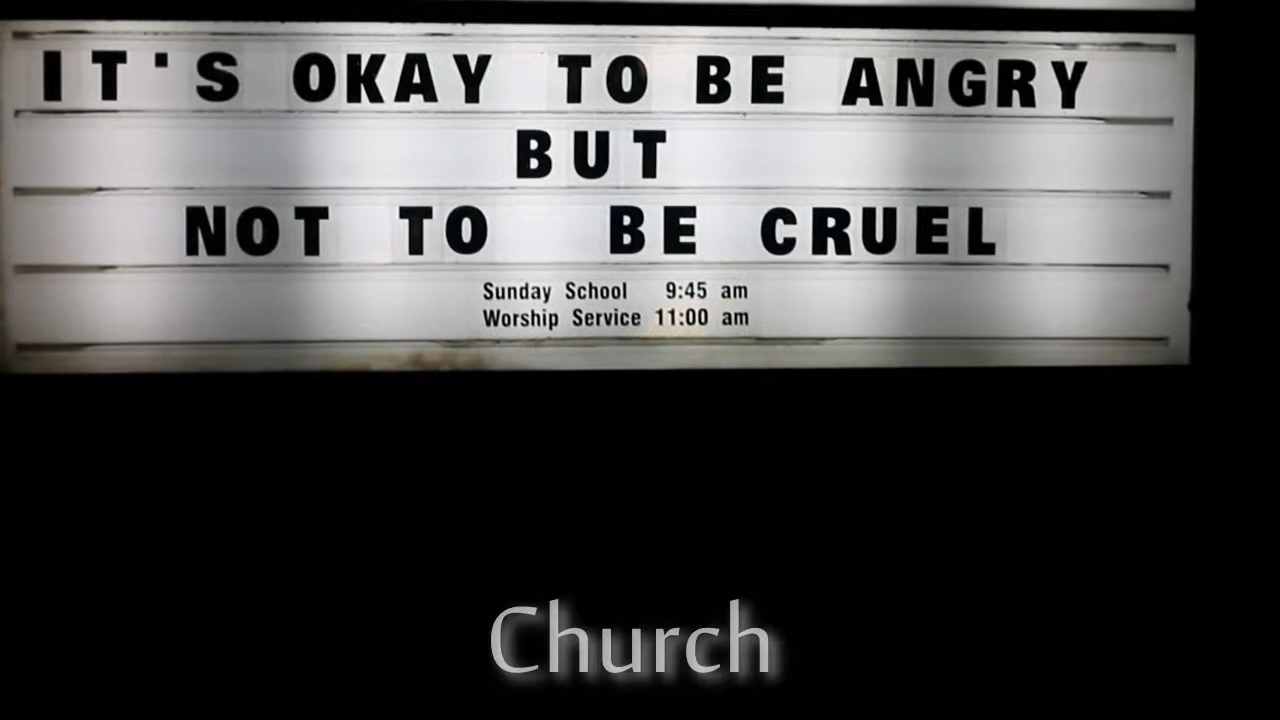 IT'S OKAY TO BE ANGRY
BUT
NOT TO BE CRUEL
Sunday School 9:45 am
Worship Service 11:00 am
Church